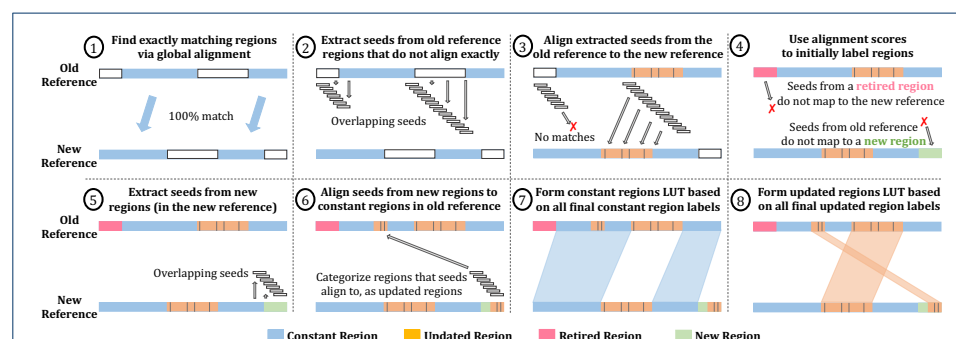 1 Find exactly matching regions
via global alignment
Old
Reference
100% match
New
Reference
2 Extract seeds from old reference
regions that do not align exactly
Overlapping seeds
3 Align extracted seeds from the
old reference to the new reference
No matches
4 Use alignment scores
to initially label regions
Seeds from a retired region
do not map to the new reference
Seeds from old reference
do not map to a new region
5 Extract seeds from new
regions (in the new reference)
Old
Reference
Overlapping seeds
New
Reference
6 Align seeds from new regions to
constant regions in old reference
Categorize regions that seeds
align to, as updated regions
7 Form constant regions LUT based
on all final constant region labels
8 Form updated regions LUT based
on all final updated region labels
Constant Region Updated Region Retired Region New Region